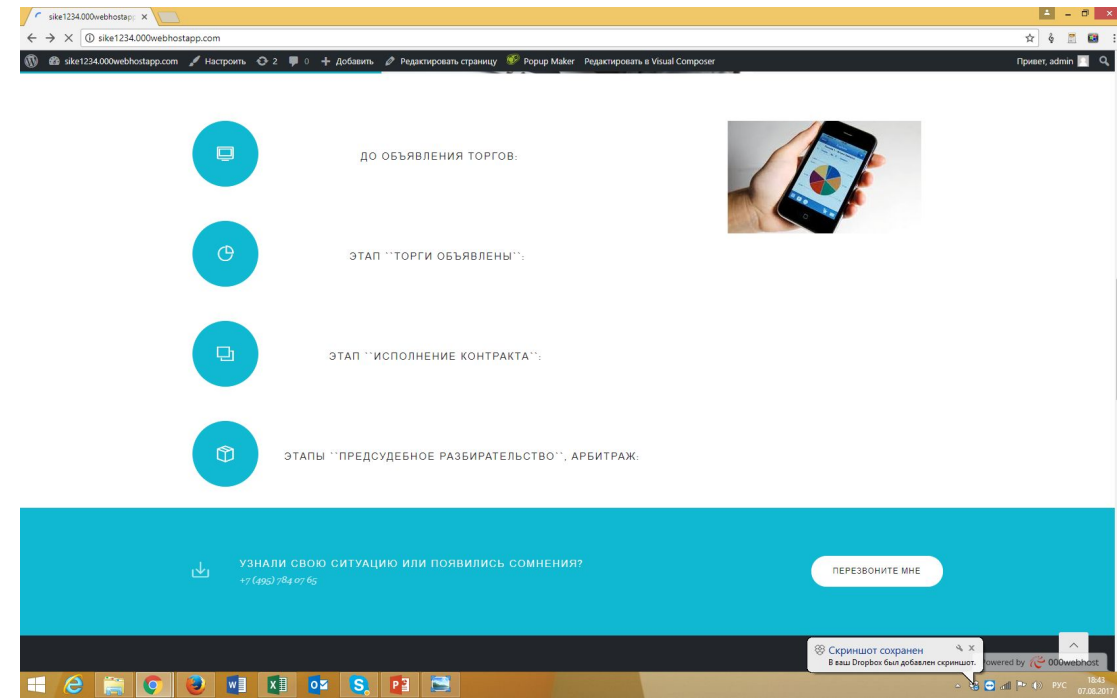 sike1234.000webhostap
sike1234.000webhostapp.com
sike1234.000webhostapp.com Настроить 2 0 Добавить Редактировать страницу Popup Maker Редактировать в Visual Composer Привет, admin
ДО ОБЪЯВЛЕНИЯ ТОРГОВ:
ЭТАП ``ТОРГИ ОБЪЯВЛЕНЫ``:
ЭТАП ``ИСПОЛНЕНИЕ КОНТРАКТА``:
ЭТАПЫ ``ПРЕДСУДЕБНОЕ РАЗБИРАТЕЛЬСТВО``, АРБИТРАЖ:
УЗНАЛИ СВОЮ СИТУАЦИЮ ИЛИ ПОЯВИЛИСЬ СОМНЕНИЯ?
+7 (495) 784 07 65
ПЕРЕЗВОНИТЕ МНЕ
Скриншот сохранен
В ваш Dropbox был добавлен скриншот.
owered by 000webhost
РУС 18:43
07.08.2017